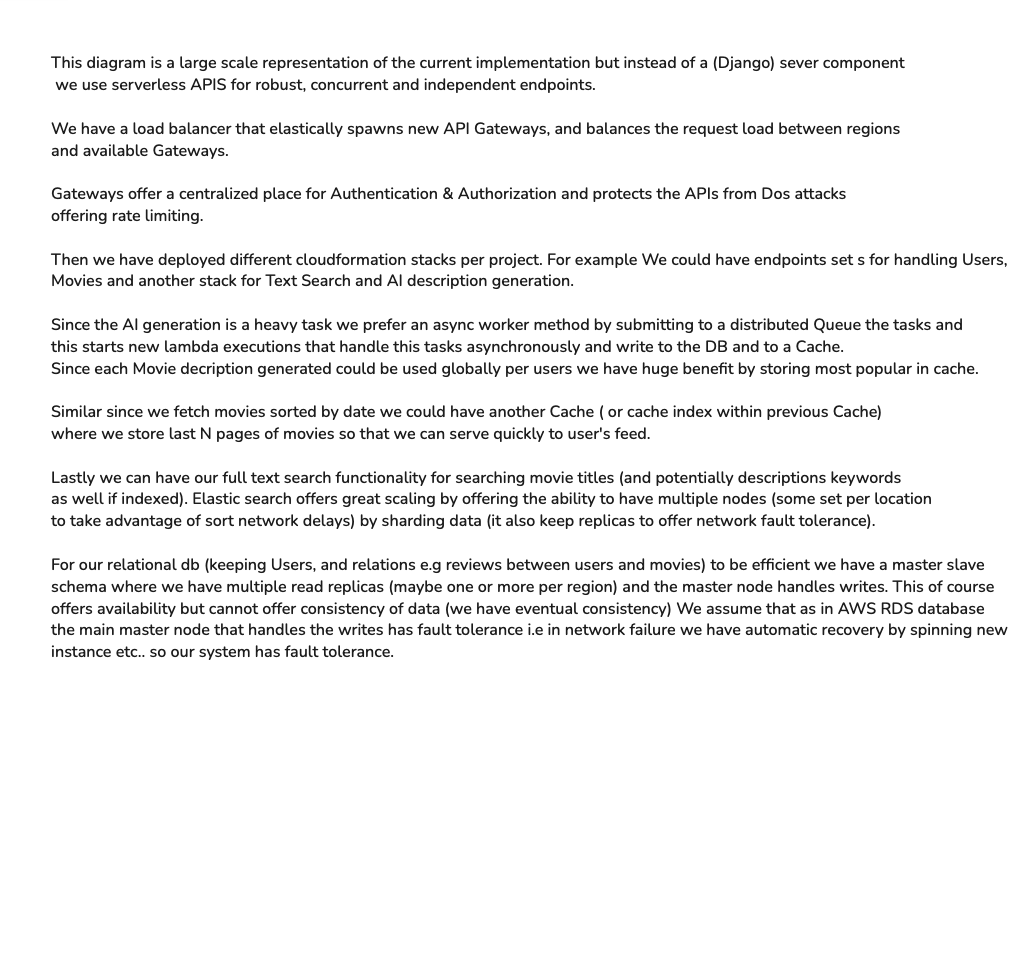 This diagram is a large scale representation of the current implementation but instead of a (Django) sever component
we use serverless APIS for robust, concurrent and independent endpoints.
We have a load balancer that elastically spawns new API Gateways, and balances the request load between regions
and available Gateways.
Gateways offer a centralized place for Authentication & Authorization and protects the APIs from Dos attacks
offering rate limiting.
Then we have deployed different cloudformation stacks per project. For example We could have endpoints set s for handling Users,
Movies and another stack for Text Search and AI description generation.
Since the AI generation is a heavy task we prefer an async worker method by submitting to a distributed Queue the tasks and
this starts new lambda executions that handle this tasks asynchronously and write to the DB and to a Cache.
Since each Movie decription generated could be used globally per users we have huge benefit by storing most popular in cache.
Similar since we fetch movies sorted by date we could have another Cache ( or cache index within previous Cache)
where we store last N pages of movies so that we can serve quickly to user's feed.
Lastly we can have our full text search functionality for searching movie titles (and potentially descriptions keywords
as well if indexed). Elastic search offers great scaling by offering the ability to have multiple nodes (some set per location
to take advantage of sort network delays) by sharding data (it also keep replicas to offer network fault tolerance).
For our relational db (keeping Users, and relations e.g reviews between users and movies) to be efficient we have a master slave
schema where we have multiple read replicas (maybe one or more per region) and the master node handles writes. This of course
offers availability but cannot offer consistency of data (we have eventual consistency) We assume that as in AWS RDS database
the main master node that handles the writes has fault tolerance i.e in network failure we have automatic recovery by spinning new
instance etc.. so our system has fault tolerance.